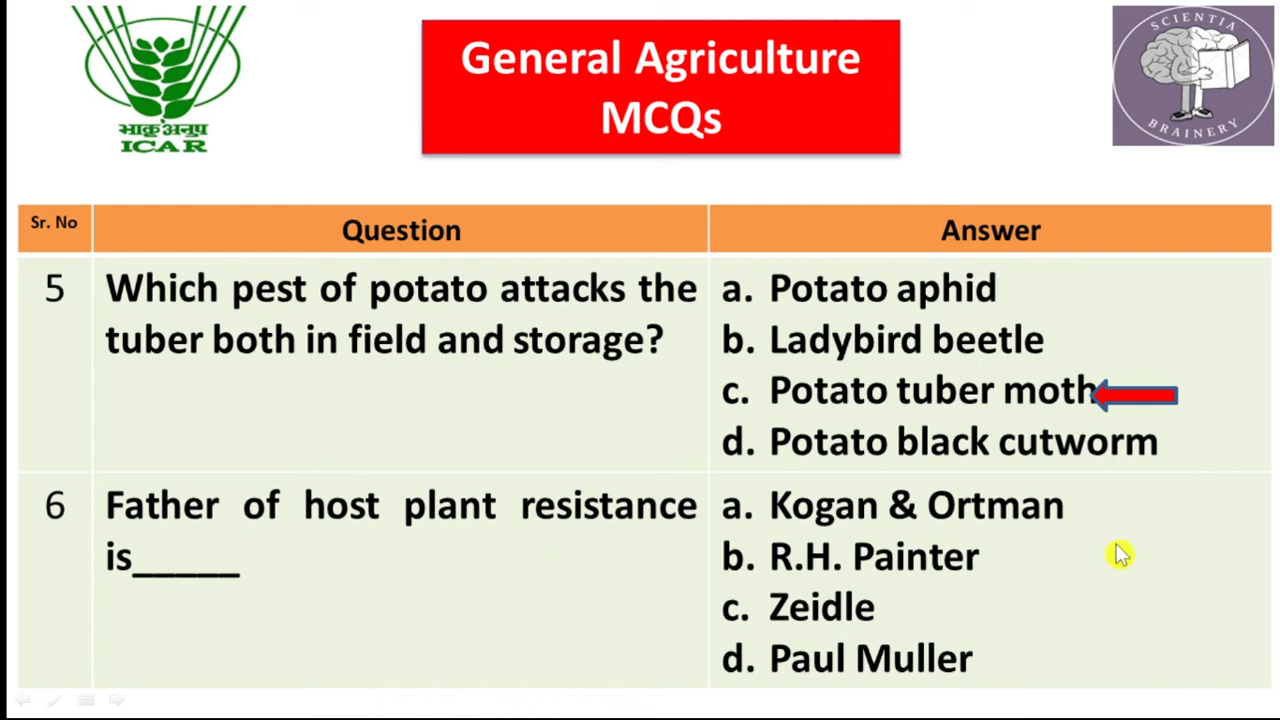 भाकृअनुप
ICAR
General Agriculture
MCQs
SCIENTIA
BRAINERY
Sr. No
Question
Answer
5
Which pest of potato attacks the
tuber both in field and storage?
a. Potato aphid
b. Ladybird beetle
c. Potato tuber moth
d. Potato black cutworm
6
Father of host plant resistance
is_____
a. Kogan & Ortman
b. R.H. Painter
c. Zeidle
d. Paul Muller